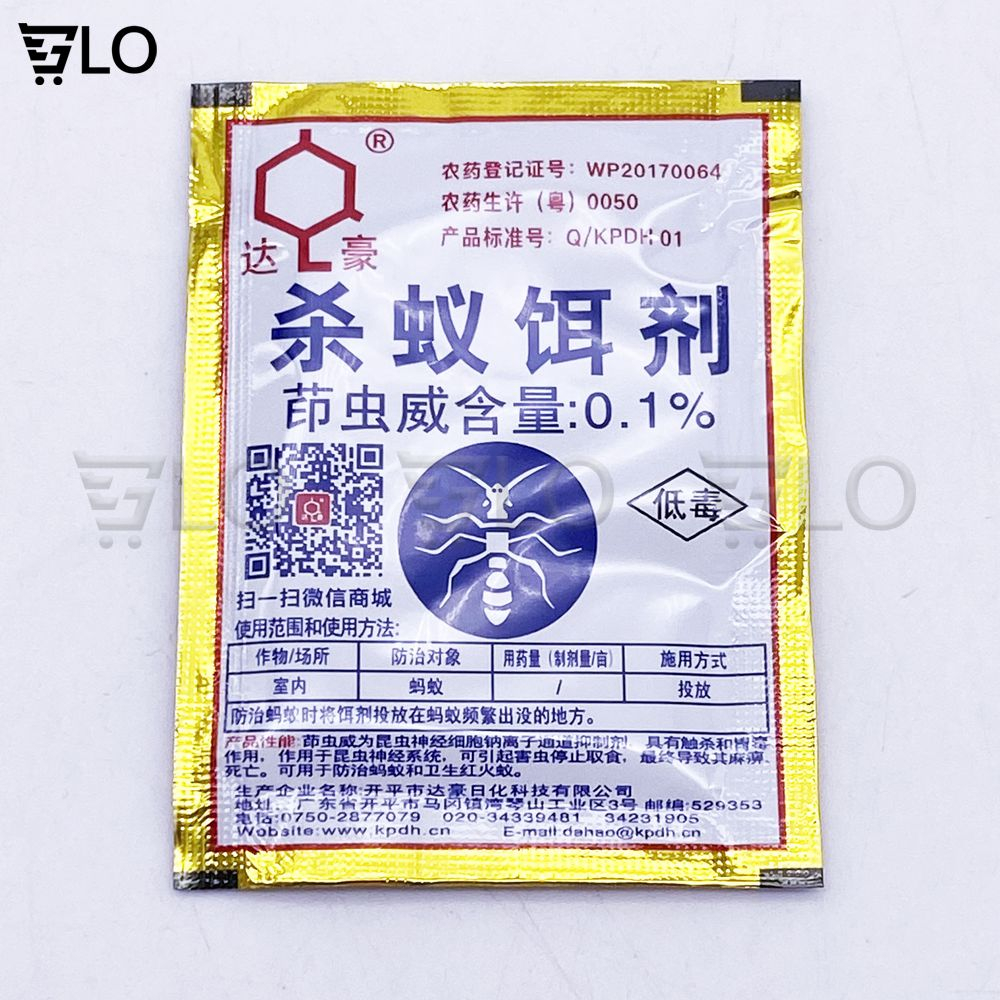 LO
®
达豪
农药登记证号：WP20170064
农药生许（粤）0050
产品标准号：Q/KPDH 01
杀蚁饵剂
茚虫威含量:0.1%
LO LO LO
低毒
扫一扫微信商城
使用范围和使用方法:
作物/场所 防治对象 用药量（制剂量/亩） 施用方式
室内 蚂蚁 / 投放
防治蚂蚁时将饵剂投放在蚂蚁频繁出没的地方。
产品性能:茚虫威为昆虫神经细胞钠离子通道抑制剂，具有触杀和胃毒
作用，作用于昆虫神经系统，可引起害虫停止取食，最终导致其麻痹、
死亡。可用于防治蚂蚁和卫生红火蚁。
生产企业名称:开平市达豪日化科技有限公司
地址：广东省开平市马冈镇湾琴山工业区3号 邮编:529353
电话:0750-2877079 020-34339481 34231905
Wobsite:www.kpdh.cn E-mail:dahao@kpdh.cn